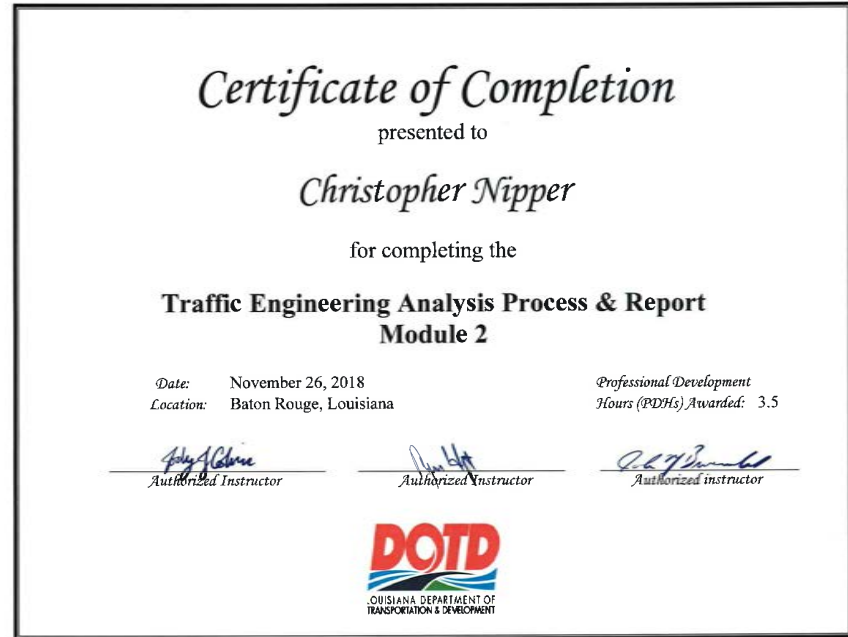 Certificate of Completion
presented to
Christopher Nipper
for completing the
Traffic Engineering Analysis Process & Report
Module 2
Date: November 26, 2018
Location: Baton Rouge, Louisiana
Professional Development
Hours (PDHs) Awarded: 3.5
Authorized Instructor
Authorized Instructor
Authorized instructor
DOTD
LOUISIANA DEPARTMENT OF
TRANSPORTATION & DEVELOPMENT